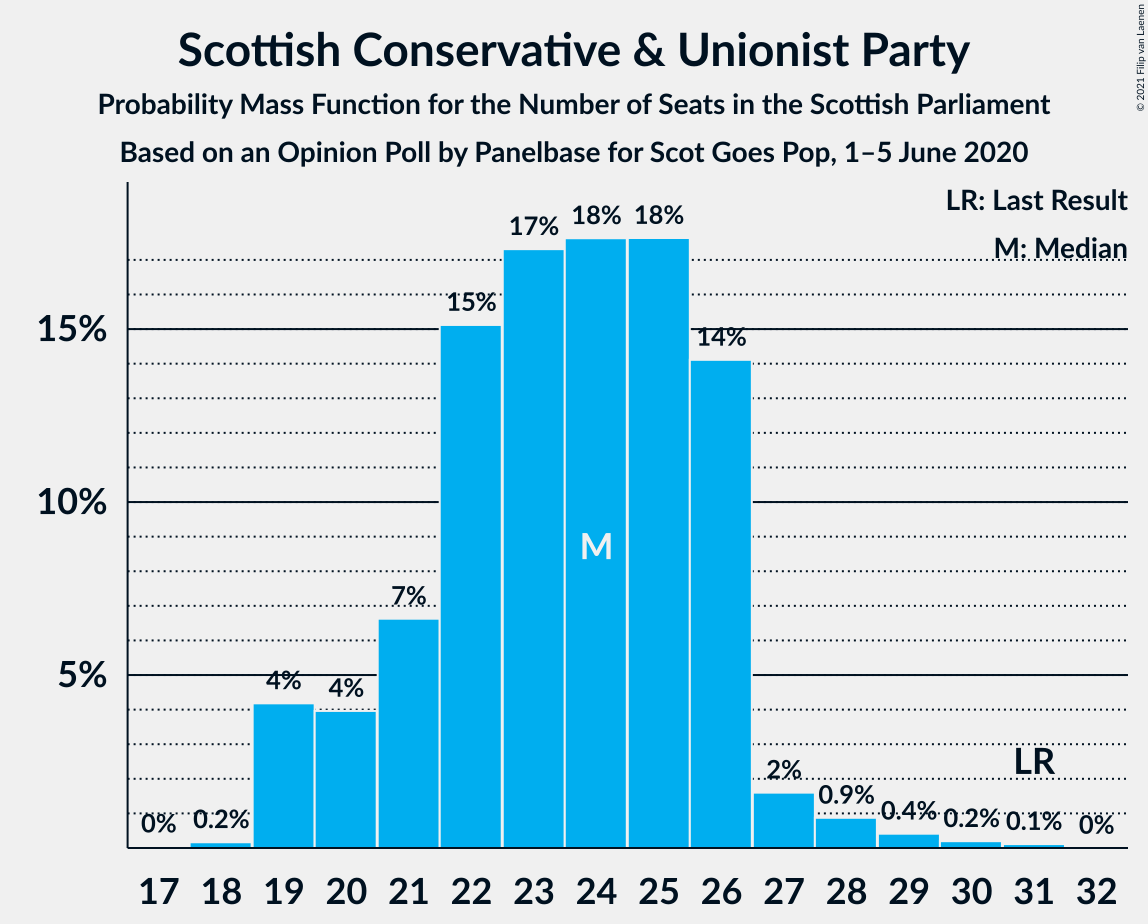 Scottish Conservative & Unionist Party
Probability Mass Function for the Number of Seats in the Scottish Parliament
Based on an Opinion Poll by Panelbase for Scot Goes Pop, 1–5 June 2020
© 2021 Filip van Laenen
LR: Last Result
M: Median
15%
10%
5%
0%
0.2%
4%
4%
7%
15%
17%
18%
18%
14%
2%
0.9%
0.4%
0.2%
0.1%
0%
M
LR
17 18 19 20 21 22 23 24 25 26 27 28 29 30 31 32